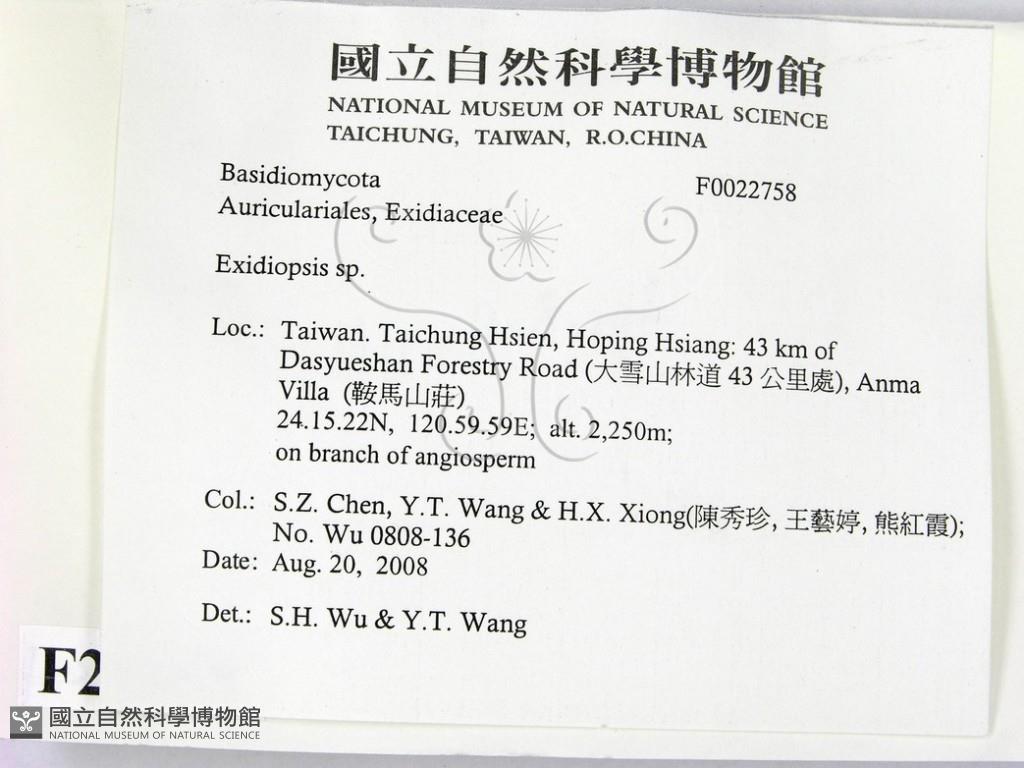 國立自然科學博物館
NATIONAL MUSEUM OF NATURAL SCIENCE
TAICHUNG, TAIWAN, R.O.CHINA
Basidiomycota F0022758
Auriculariales, Exidiaceae
Exidiopsis sp.
Loc.: Taiwan. Taichung Hsien, Hoping Hsiang: 43 km of
Dasyueshan Forestry Road (大雪山林道 43 公里處), Anma
Villa (鞍馬山莊)
24.15.22N, 120.59.59E; alt. 2,250m;
on branch of angiosperm
Col.: S.Z. Chen, Y.T. Wang & H.X. Xiong(陳秀珍, 王藝婷, 熊紅霞);
No. Wu 0808-136
Date: Aug. 20, 2008
Det.: S.H. Wu & Y.T. Wang
F2
國立自然科學博物館
NATIONAL MUSEUM OF NATURAL SCIENCE